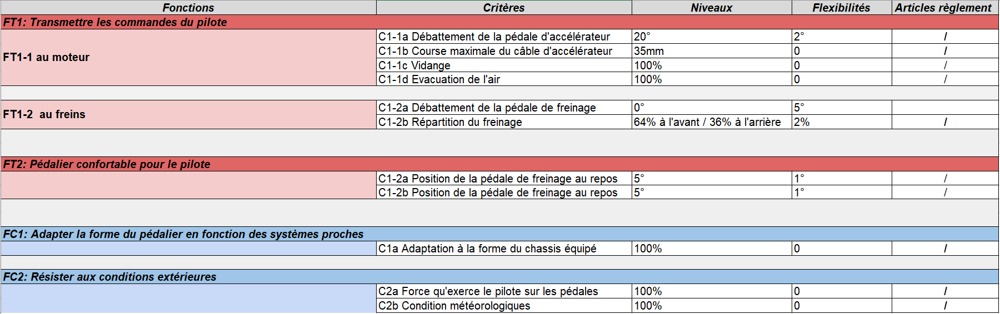 Fonctions Critères Niveaux Flexibilités Articles règlement
FT1: Transmettre les commandes du pilote
FT1-1 au moteur
C1-1a Débattement de la pédale d'accélérateur 20° 2° /
C1-1b Course maximale du câble d'accélérateur 35mm 0 /
C1-1c Vidange 100% 0 /
C1-1d Evacuation de l'air 100% 0 /
FT1-2 au freins
C1-2a Débattement de la pédale de freinage 0° 5°
C1-2b Répartition du freinage 64% à l'avant / 36% à l'arrière 2% /
FT2: Pédalier confortable pour le pilote
C1-2a Position de la pédale de freinage au repos 5° 1° /
C1-2b Position de la pédale de freinage au repos 5° 1° /
FC1: Adapter la forme du pédalier en fonction des systèmes proches
C1a Adaptation à la forme du chassis équipé 100% 0 /
FC2: Résister aux conditions extérieures
C2a Force qu'exerce le pilote sur les pédales 100% 0 /
C2b Condition météorologiques 100% 0 /